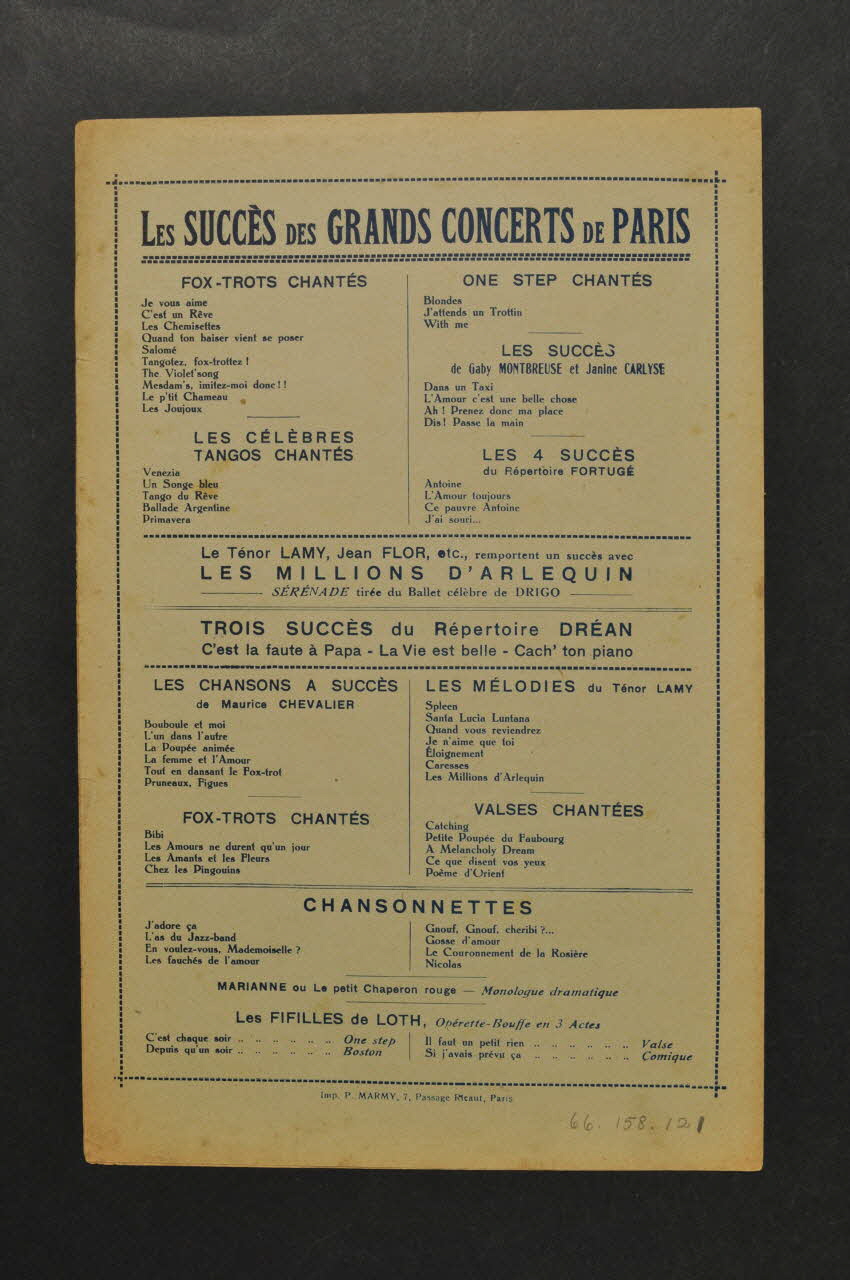 LES SUCCÈS DES GRANDS CONCERTS DE PARIS
FOX-TROTS CHANTÉS
Je vous aime
C'est un Rêve
Les Chemisettes
Quand ton baiser vient se poser
Salomé
Tangotez, fox-trottez !
The Violet'song
Mesdam's, imitez-moi donc ! !
Le p'tit Chameau
Les Joujoux
LES CÉLÈBRES
TANGOS CHANTÉS
Venezia
Un Songe bleu
Tango du Rêve
Ballade Argentine
Primavera
ONE STEP CHANTÉS
Blondes
J'attends un Trottin
With me
LES SUCCÈS
de Gaby MONTBREUSE et Janine CARLYSE
Dans un Taxi
L'Amour c'est une belle chose
Ah ! Prenez donc ma place
Dis ! Passe la main
LES 4 SUCCÈS
du Répertoire FORTUGÉ
Antoine
L'Amour toujours
Ce pauvre Antoine
J'ai souri...
Le Ténor LAMY, Jean FLOR, etc., remportent un succès avec
LES MILLIONS D'ARLEQUIN
SÉRÉNADE tirée du Ballet célèbre de DRIGO
TROIS SUCCÈS du Répertoire DRÉAN
C'est la faute à Papa - La Vie est belle - Cach' ton piano
LES CHANSONS A SUCCÈS
de Maurice CHEVALIER
Bouboule et moi
L'un dans l'autre
La Poupée animée
La femme et l'Amour
Tout en dansant le Fox-trot
Pruneaux, Figues
FOX-TROTS CHANTÉS
Bibi
Les Amours ne durent qu'un jour
Les Amants et les Fleurs
Chez les Pingouins
LES MÉLODIES du Ténor LAMY
Spleen
Santa Lucia Luntana
Quand vous reviendrez
Je n'aime que toi
Éloignement
Caresses
Les Millions d'Arlequin
VALSES CHANTÉES
Catching
Petite Poupée du Faubourg
A Melancholy Dream
Ce que disent vos yeux
Poème d'Orient
CHANSONNETTES
J'adore ça
L'as du Jazz-band
En voulez-vous, Mademoiselle ?
Les fauchés de l'amour
Gnouf, Gnouf, cheribi ?...
Gosse d'amour
Le Couronnement de la Rosière
Nicolas
MARIANNE ou Le petit Chaperon rouge — Monologue dramatique
Les FIFILLES de LOTH, Opérette-Bouffe en 3 Actes
C'est chaque soir .. .. .. .. .. .. One step
Depuis qu'un soir .. .. .. .. .. .. Boston
Il faut un petit rien .. .. .. .. .. .. Valse
Si j'avais prévu ça .. .. .. .. .. .. Comique
Imp. P. MARMY, 7, Passage Ricaut, Paris
66.158.121